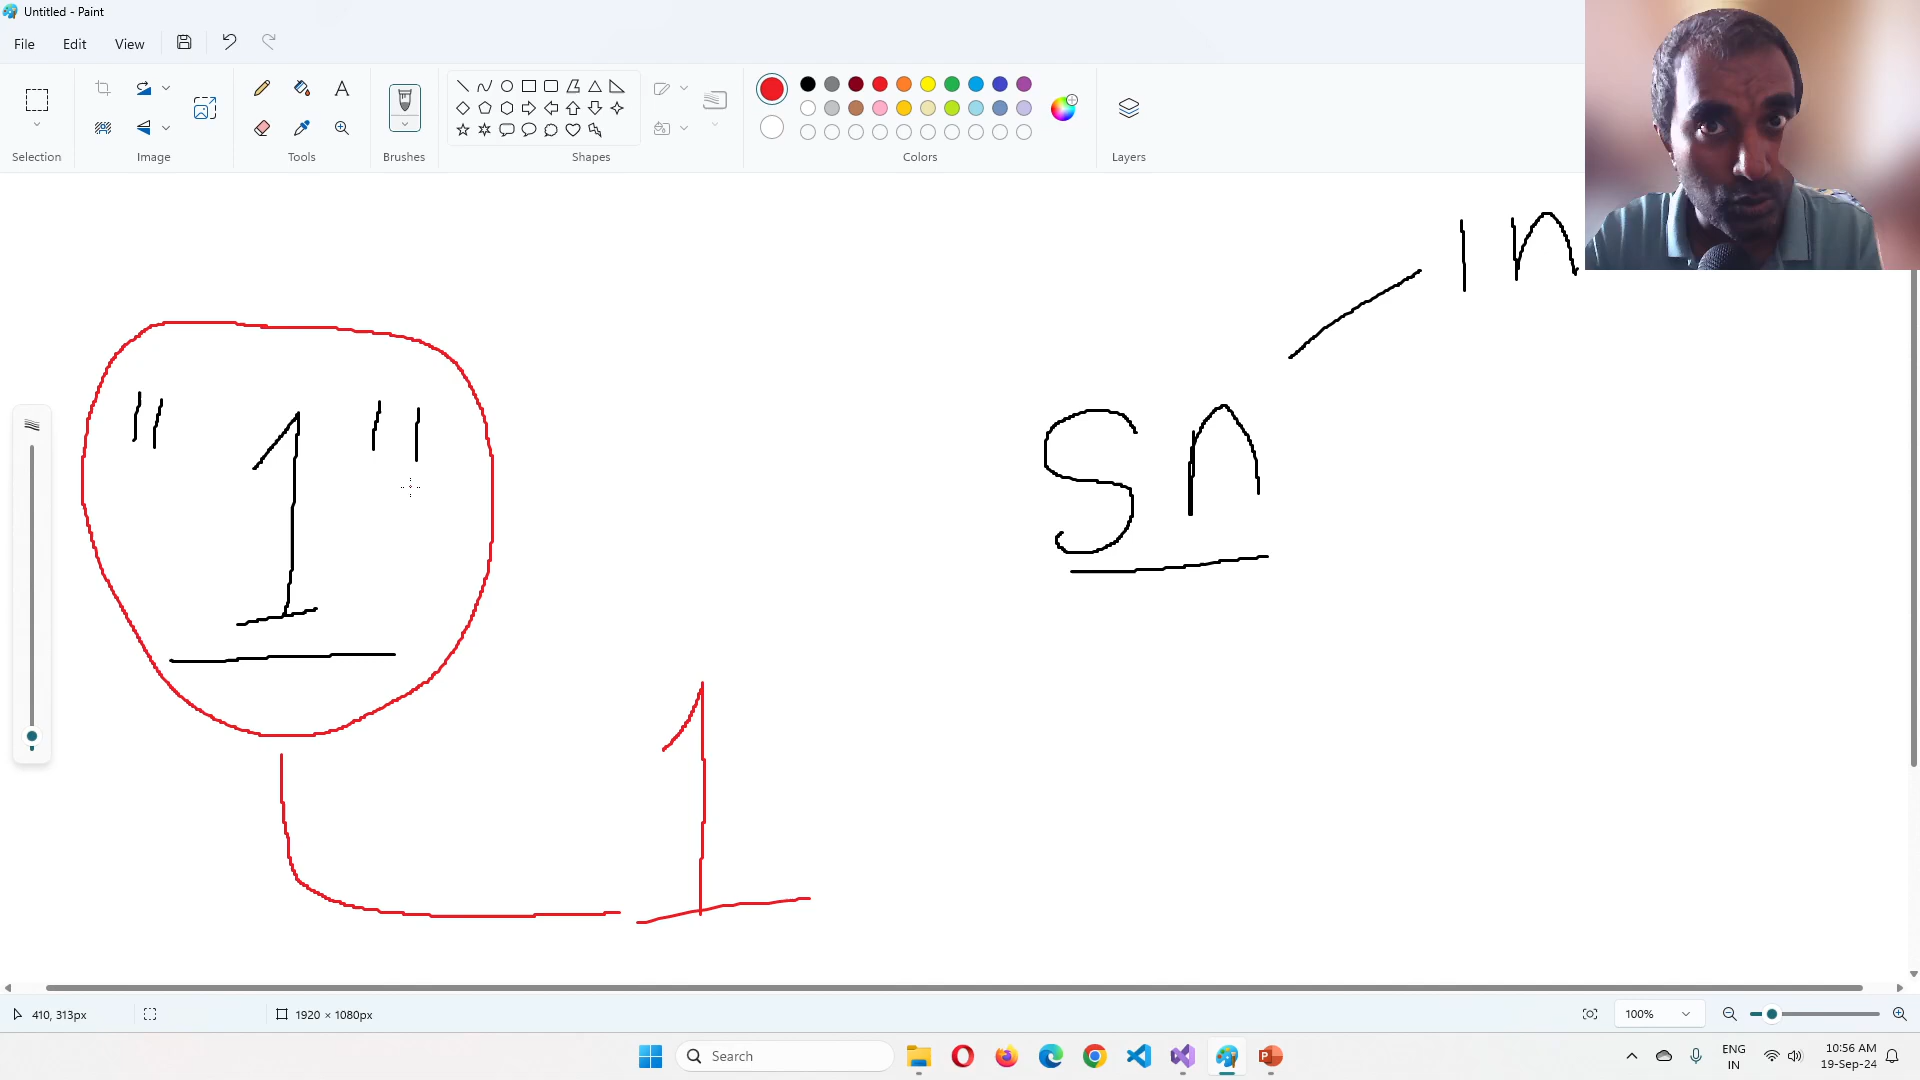 Untitled - Paint
File Edit View
Selection Image Tools Brushes Shapes Colors Layers
In
"1" Sn
1
410, 313px 1920 × 1080px 100%
Search ENG IN 10:56 AM 19-Sep-24